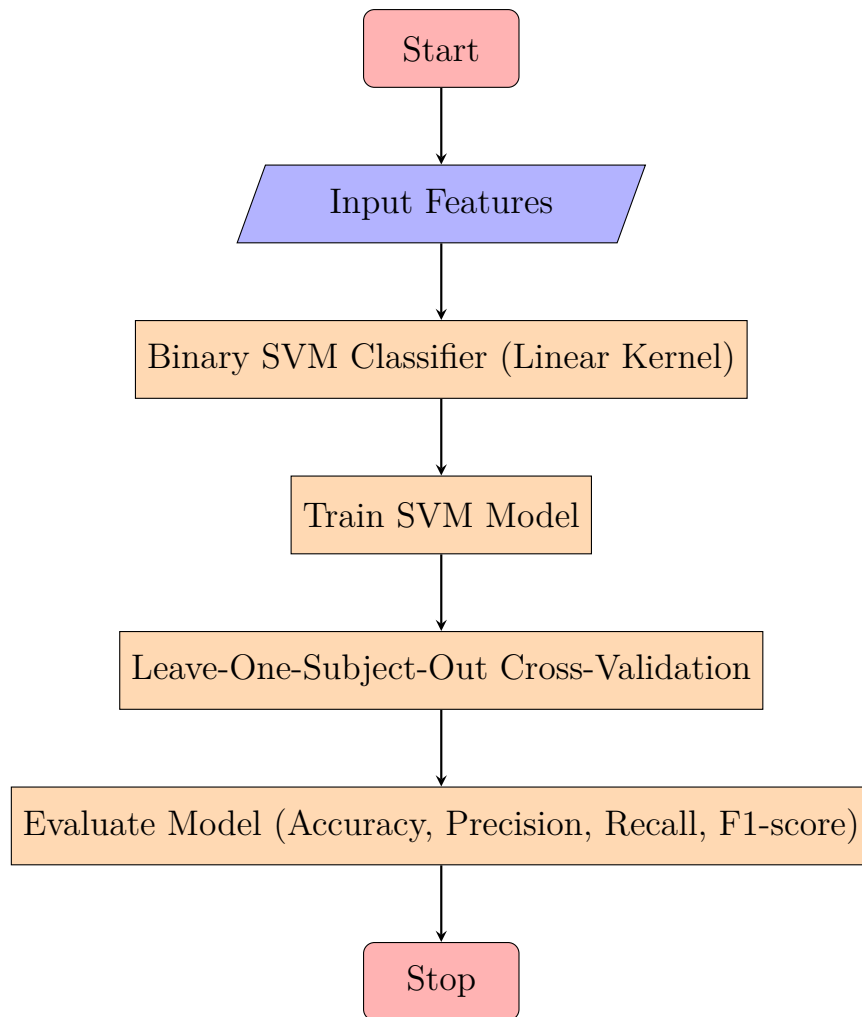 Start
Input Features
Binary SVM Classifier (Linear Kernel)
Train SVM Model
Leave-One-Subject-Out Cross-Validation
Evaluate Model (Accuracy, Precision, Recall, F1-score)
Stop